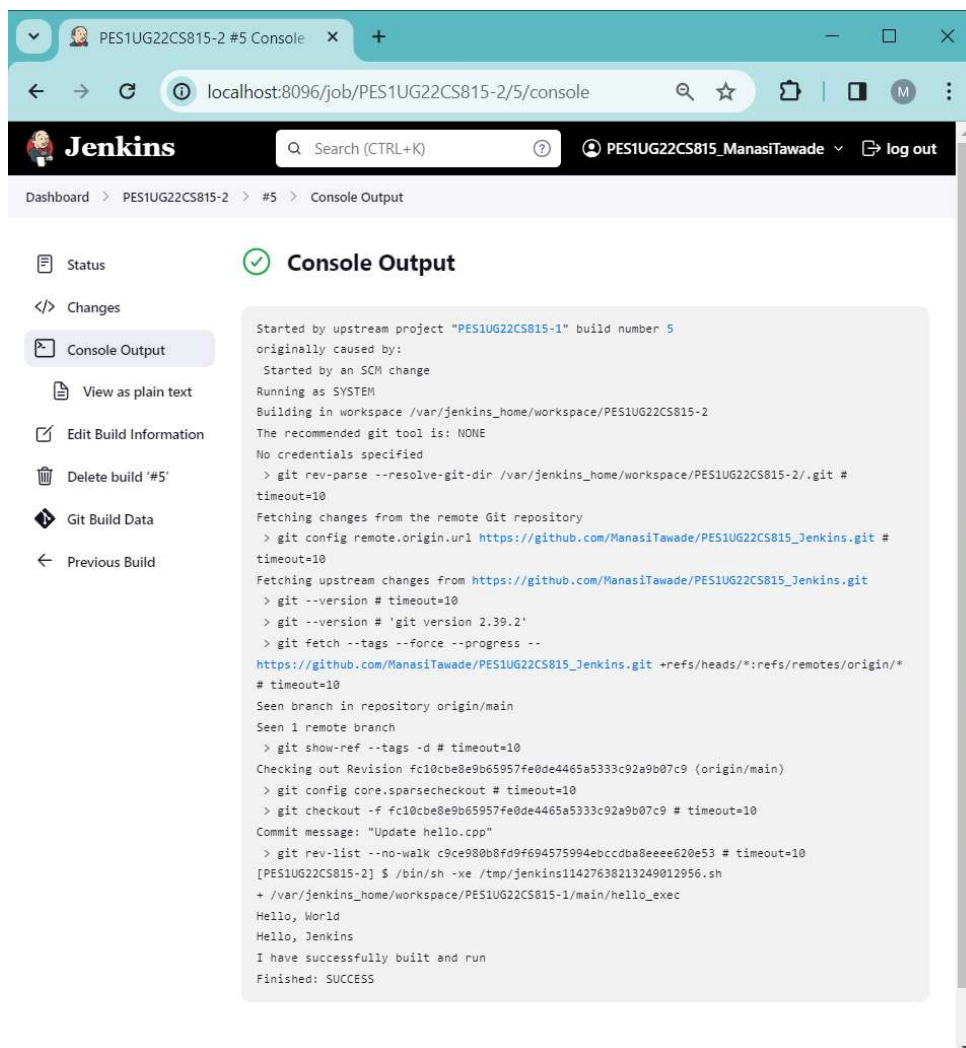 PES1UG22CS815-2 #5 Console
localhost:8096/job/PES1UG22CS815-2/5/console
M
Jenkins
Search (CTRL+K)
PES1UG22CS815_ManasiTawade
log out
Dashboard > PES1UG22CS815-2 > #5 > Console Output
Status
Changes
Console Output
View as plain text
Edit Build Information
Delete build ‘#5’
Git Build Data
Previous Build
Console Output
Started by upstream project "PES1UG22CS815-1" build number 5
originally caused by:
Started by an SCM change
Running as SYSTEM
Building in workspace /var/jenkins_home/workspace/PES1UG22CS815-2
The recommended git tool is: NONE
No credentials specified
> git rev-parse --resolve-git-dir /var/jenkins_home/workspace/PES1UG22CS815-2/.git #
timeout=10
Fetching changes from the remote Git repository
> git config remote.origin.url https://github.com/ManasiTawade/PES1UG22CS815_Jenkins.git #
timeout=10
Fetching upstream changes from https://github.com/ManasiTawade/PES1UG22CS815_Jenkins.git
> git --version # timeout=10
> git --version # 'git version 2.39.2'
> git fetch --tags --force --progress --
https://github.com/ManasiTawade/PES1UG22CS815_Jenkins.git +refs/heads/*:refs/remotes/origin/*
# timeout=10
Seen branch in repository origin/main
Seen 1 remote branch
> git show-ref --tags -d # timeout=10
Checking out Revision fc10cbe8e9b65957fe0de4465a5333c92a9b07c9 (origin/main)
> git config core.sparsecheckout # timeout=10
> git checkout -f fc10cbe8e9b65957fe0de4465a5333c92a9b07c9 # timeout=10
Commit message: "Update hello.cpp"
> git rev-list --no-walk c9ce980b8fd9f694575994ebccdba8eeee620e53 # timeout=10
[PES1UG22CS815-2] $ /bin/sh -xe /tmp/jenkins11427638213249012956.sh
+ /var/jenkins_home/workspace/PES1UG22CS815-1/main/hello_exec
Hello, World
Hello, Jenkins
I have successfully built and run
Finished: SUCCESS